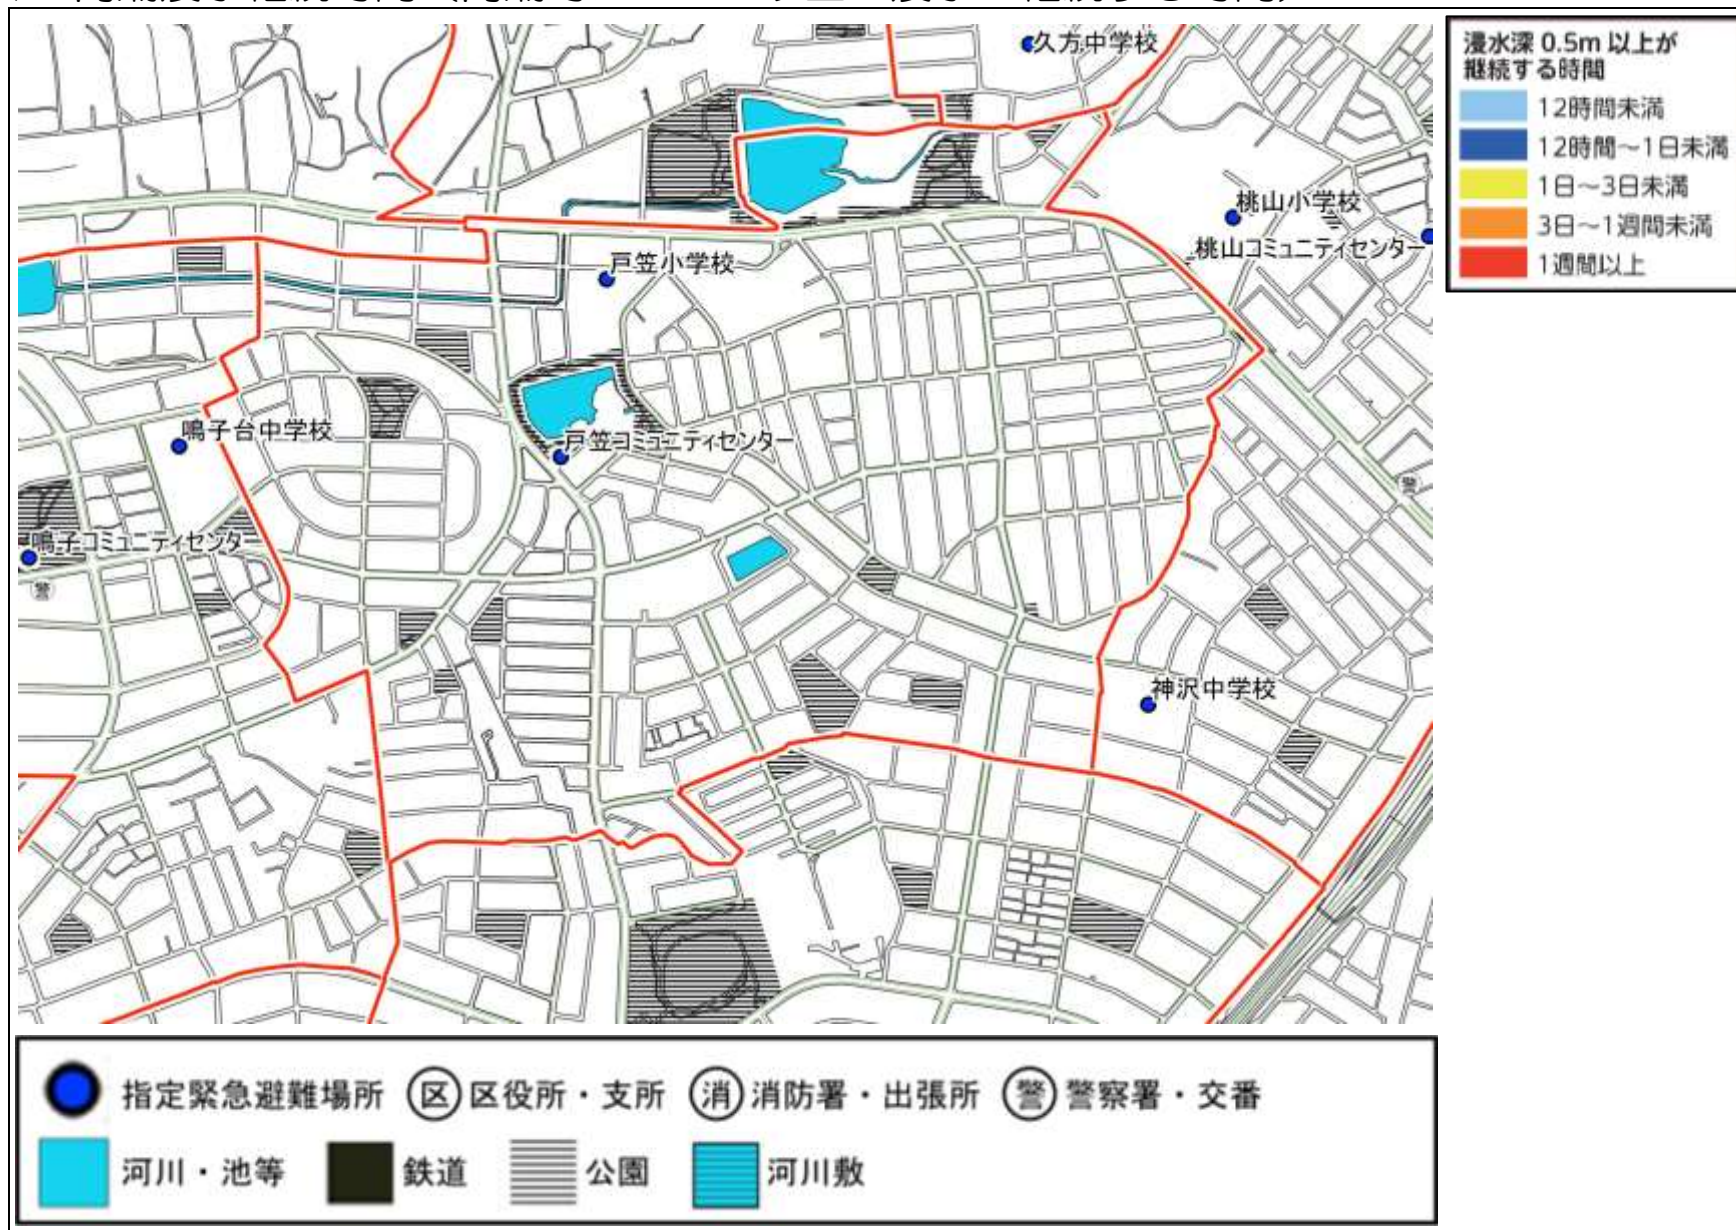 久方中学校
浸水深 0.5m 以上が
継続する時間
12時間未満
12時間～1日未満
1日～3日未満
3日～1週間未満
1週間以上
桃山小学校
桃山コミュニティセンター
戸笠小学校
鳴子台中学校
戸笠コミュニティセンター
警
鳴子コミュニティセンタ
警
神沢中学校
指定緊急避難場所 区 区役所・支所 消 消防署・出張所 警 警察署・交番
河川・池等 鉄道 公園 河川敷